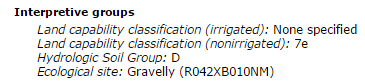 Interpretive groups
Land capability classification (irrigated): None specified
Land capability classification (nonirrigated): 7e
Hydrologic Soil Group: D
Ecological site: Gravelly (R042XB010NM)